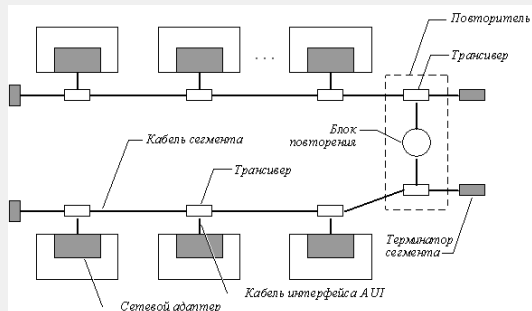 Повторитель
Трансивер
. . .
Блок
повторения
Кабель сегмента
Трансивер
Терминатор
сегмента
Кабель интерфейса AUI
Сетевой адаптер